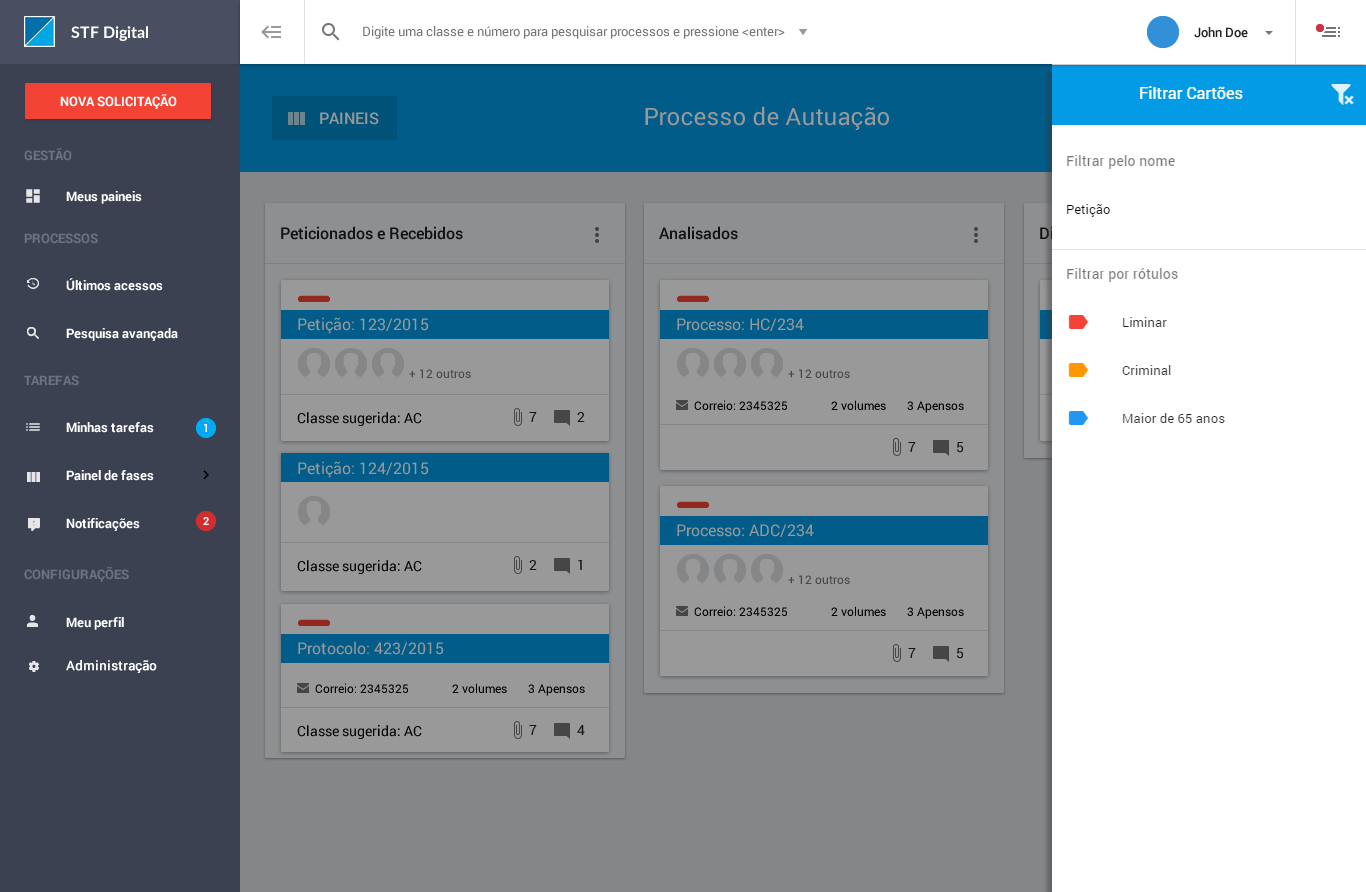 STF Digital
Digite uma classe e número para pesquisar processos e pressione <enter>
John Doe
NOVA SOLICITAÇÃO
GESTÃO
Meus paineis
PROCESSOS
Últimos acessos
Pesquisa avançada
TAREFAS
Minhas tarefas 1
Painel de fases
Notificações 2
CONFIGURAÇÕES
Meu perfil
Administração
PAINEIS
Processo de Autuação
Peticionados e Recebidos
Petição: 123/2015
+ 12 outros
Classe sugerida: AC 7 2
Petição: 124/2015
Classe sugerida: AC 2 1
Protocolo: 423/2015
Correio: 2345325 2 volumes 3 Apensos
Classe sugerida: AC 7 4
Analisados
Processo: HC/234
+ 12 outros
Correio: 2345325 2 volumes 3 Apensos
7 5
Processo: ADC/234
+ 12 outros
Correio: 2345325 2 volumes 3 Apensos
7 5
Filtrar Cartões
Filtrar pelo nome
Petição
Filtrar por rótulos
Liminar
Criminal
Maior de 65 anos